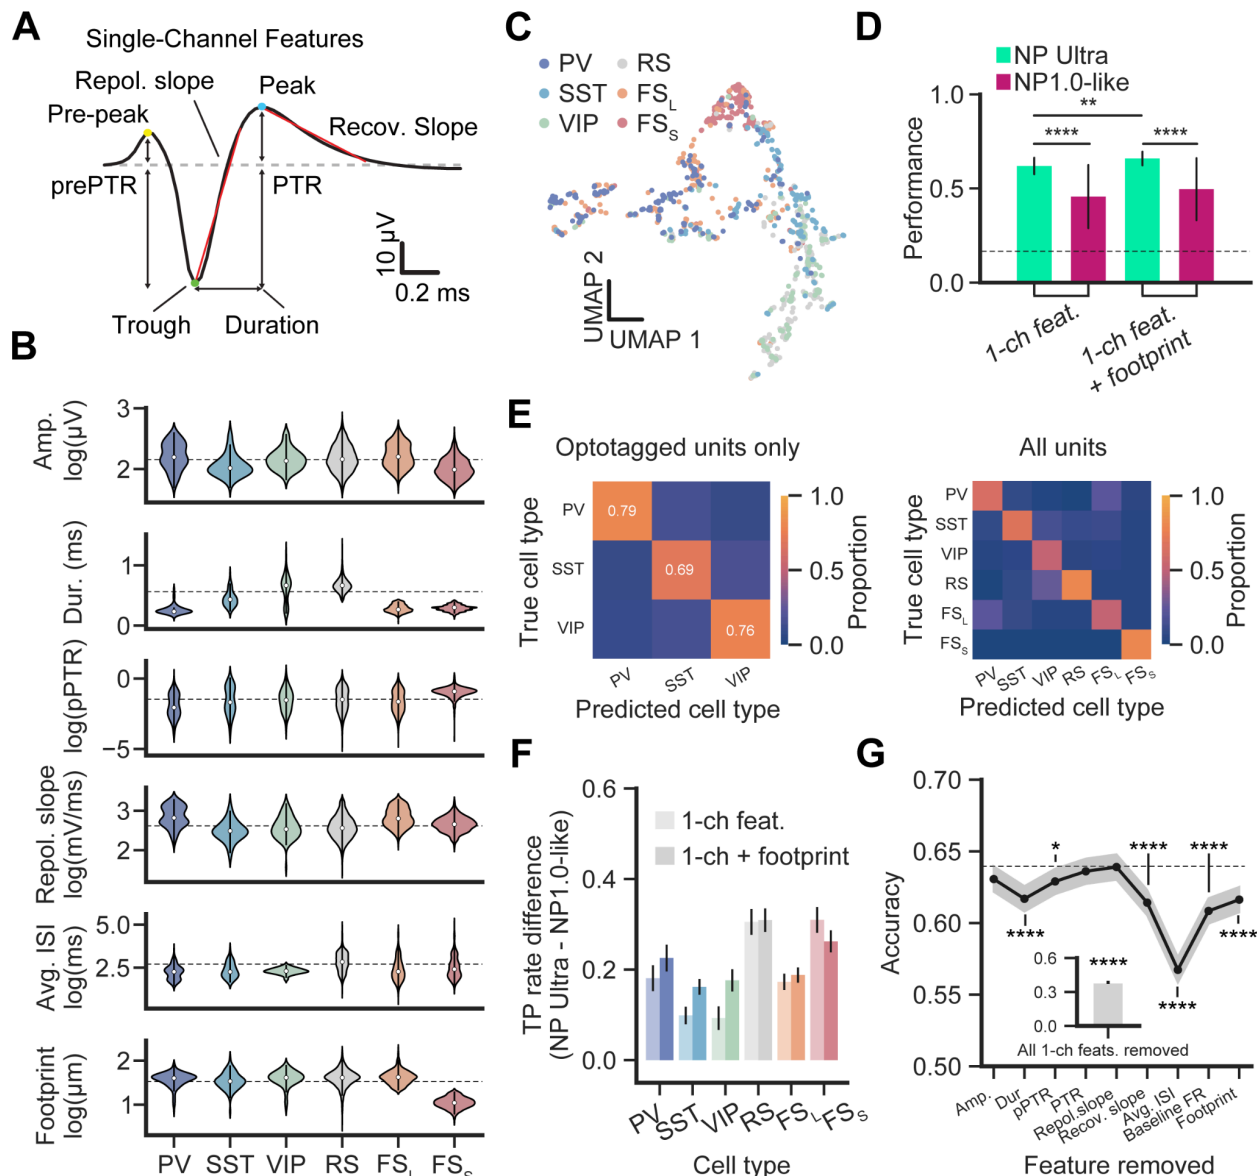 A
Single-Channel Features
Repol. slope
Peak
Pre-peak
Recov. Slope
prePTR
PTR
10 µV
0.2 ms
Trough
Duration
B
Amp.
log(µV)
3
2
Dur. (ms)
1
0
log(pPTR)
0
−5
Repol. slope
log(mV/ms)
3
2
Avg. ISI
log(ms)
5.0
2.5
Footprint
log(µm)
2
1
PV
SST
VIP
RS
FSL
FSS
C
PV
RS
SST
FSL
VIP
FSS
UMAP 2
UMAP 1
D
NP Ultra
NP1.0-like
Performance
1.0
0.5
0.0
**
****
****
1-ch feat.
1-ch feat.
+ footprint
E
Optotagged units only
True cell type
PV
SST
VIP
0.79
0.69
0.76
PV
SST
VIP
Predicted cell type
1.0
0.5
0.0
Proportion
All units
True cell type
PV
SST
VIP
RS
FSL
FSS
PV
SST
VIP
RS
FSL
FSS
Predicted cell type
1.0
0.5
0.0
Proportion
F
TP rate difference
(NP Ultra - NP1.0-like)
0.6
0.4
0.2
0.0
1-ch feat.
1-ch + footprint
PV
SST
VIP
RS
FSL
FSS
Cell type
G
Accuracy
0.70
0.65
0.60
0.55
0.50
*
****
****
****
****
****
0.6
0.3
0.0
****
All 1-ch feats. removed
Amp.
Dur
pPTR
PTR
Repol.slope
Recov. slope
Avg. ISI
Baseline FR
Footprint
Feature removed